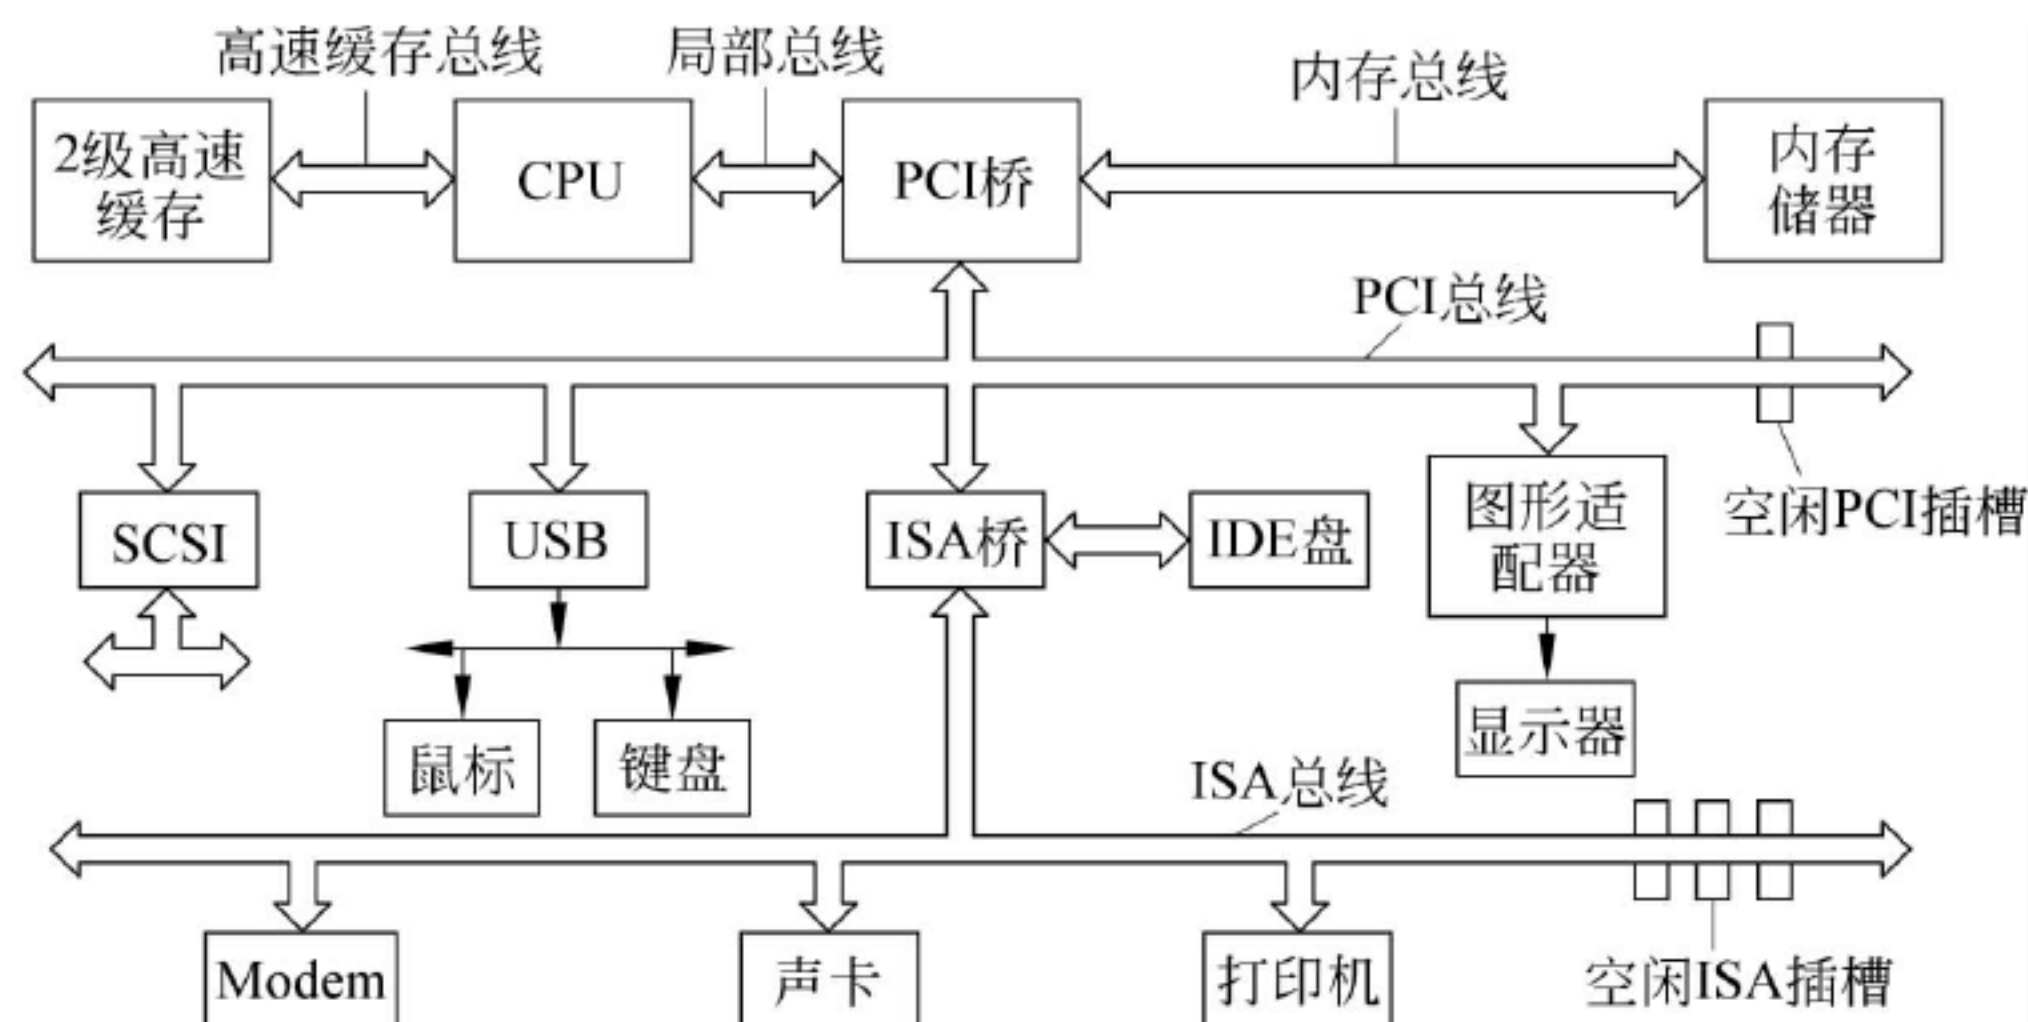 高速缓存总线
局部总线
内存总线
2级高速
缓存
CPU
PCI桥
内存
储器
PCI总线
空闲PCI插槽
SCSI
USB
ISA桥
IDE盘
图形适
配器
鼠标
键盘
显示器
ISA总线
空闲ISA插槽
Modem
声卡
打印机